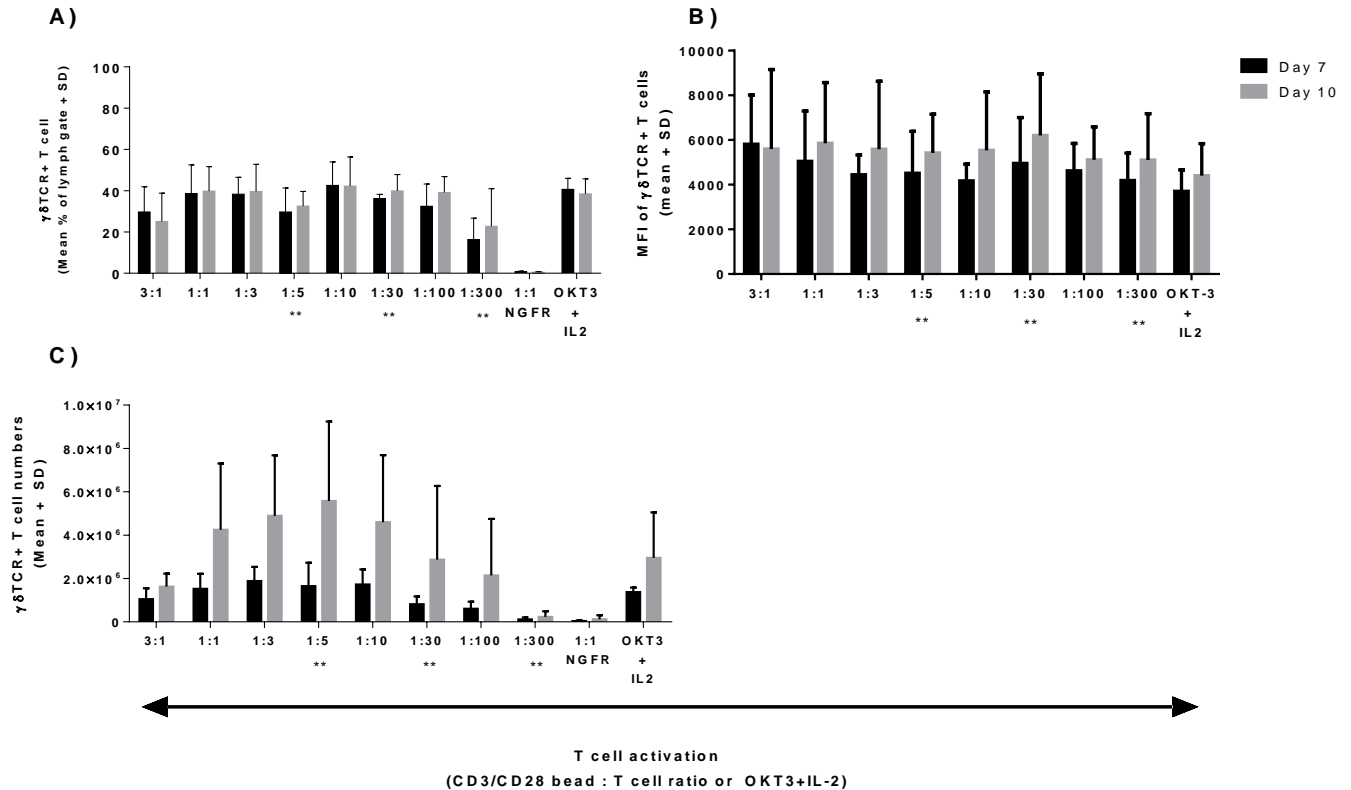 A)
γδTCR+ T cell
(Mean % of lymph gate + SD)
100
80
60
40
20
0
3:1 1:1 1:3 1:5 1:10 1:30 1:100 1:300 1:1 OKT3
** ** ** NGFR +
IL2
B)
MFI of γδTCR+ T cells
(mean + SD)
10000
8000
6000
4000
2000
0
3:1 1:1 1:3 1:5 1:10 1:30 1:100 1:300 OKT-3
** ** ** +
IL2
Day 7
Day 10
C)
γδTCR+ T cell numbers
(Mean + SD)
1.0×10⁷
8.0×10⁶
6.0×10⁶
4.0×10⁶
2.0×10⁶
0
3:1 1:1 1:3 1:5 1:10 1:30 1:100 1:300 1:1 OKT3
** ** ** NGFR +
IL2
T cell activation
(CD3/CD28 bead : T cell ratio or OKT3+IL-2)